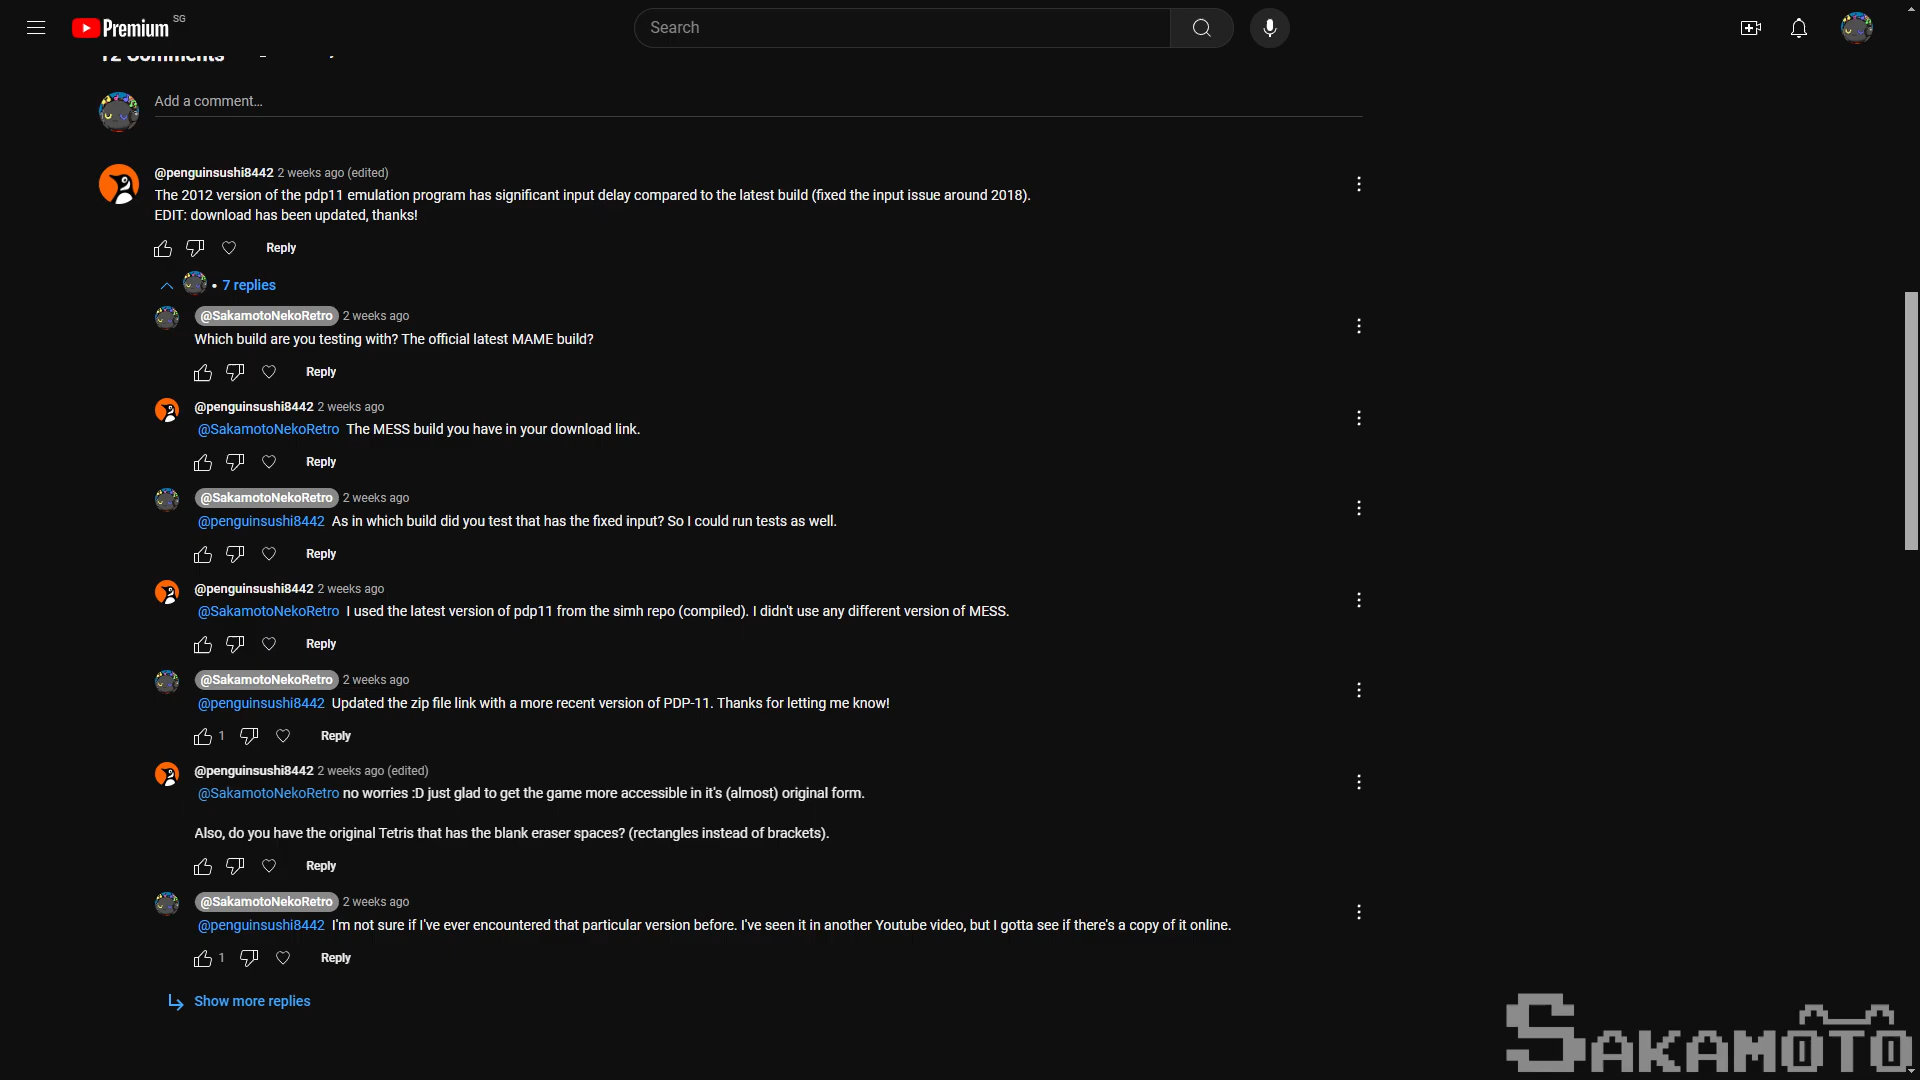 Premium SG
Search
12 Comments
Add a comment…
@penguinsushi8442 2 weeks ago (edited)
The 2012 version of the pdp11 emulation program has significant input delay compared to the latest build (fixed the input issue around 2018).
EDIT: download has been updated, thanks!
Reply
• 7 replies
@SakamotoNekoRetro 2 weeks ago
Which build are you testing with? The official latest MAME build?
Reply
@penguinsushi8442 2 weeks ago
@SakamotoNekoRetro The MESS build you have in your download link.
Reply
@SakamotoNekoRetro 2 weeks ago
@penguinsushi8442 As in which build did you test that has the fixed input? So I could run tests as well.
Reply
@penguinsushi8442 2 weeks ago
@SakamotoNekoRetro I used the latest version of pdp11 from the simh repo (compiled). I didn't use any different version of MESS.
Reply
@SakamotoNekoRetro 2 weeks ago
@penguinsushi8442 Updated the zip file link with a more recent version of PDP-11. Thanks for letting me know!
1 Reply
@penguinsushi8442 2 weeks ago (edited)
@SakamotoNekoRetro no worries :D just glad to get the game more accessible in it's (almost) original form.
Also, do you have the original Tetris that has the blank eraser spaces? (rectangles instead of brackets).
Reply
@SakamotoNekoRetro 2 weeks ago
@penguinsushi8442 I'm not sure if I've ever encountered that particular version before. I've seen it in another Youtube video, but I gotta see if there's a copy of it online.
1 Reply
Show more replies
SAKAMOTO